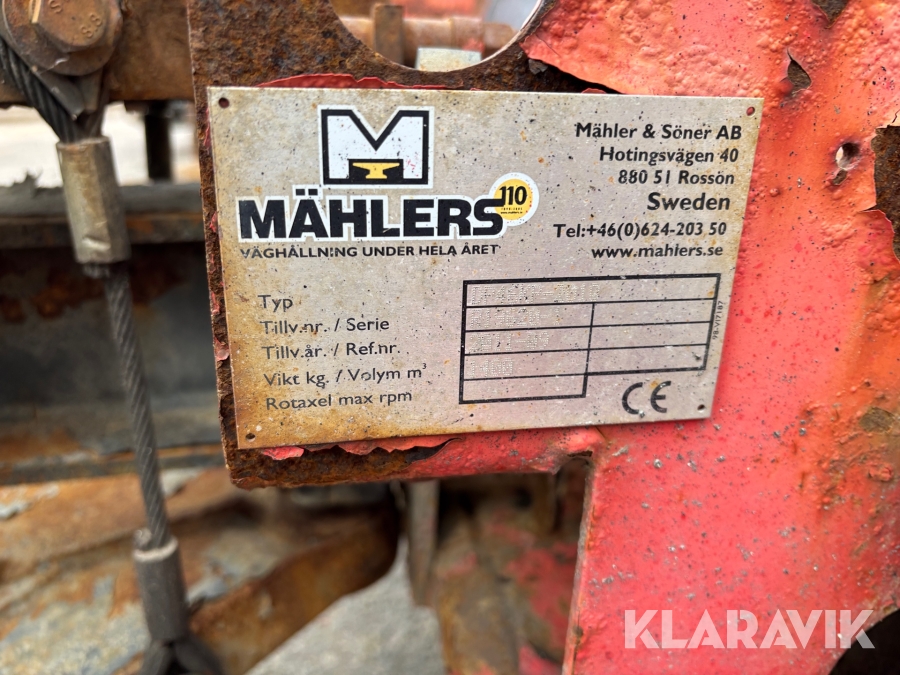 M
MÄHLERS
110
VÄGHÅLLNING UNDER HELA ÅRET
Mähler & Söner AB
Hotingsvägen 40
880 51 Rossön
Sweden
Tel:+46(0)624-203 50
www.mahlers.se
Typ
Tillv.nr. / Serie
Tillv.år. / Ref.nr.
Vikt kg. / Volym m³
Rotaxel max rpm
CE
98-V17187
KLARAVIK